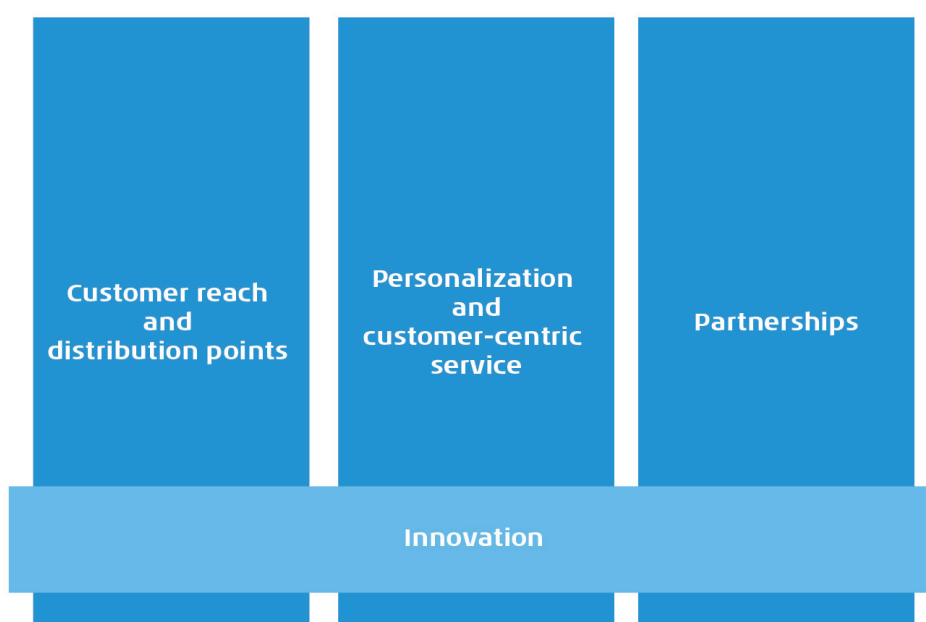 Customer reach
and
distribution points
Personalization
and
customer-centric
service
Partnerships
Innovation